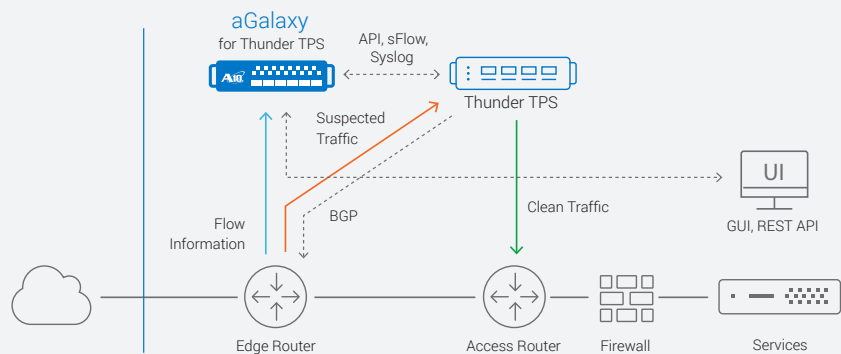 aGalaxy
for Thunder TPS
A10
API, sFlow,
Syslog
Thunder TPS
Suspected
Traffic
UI
GUI, REST API
BGP
Clean Traffic
Flow
Information
Edge Router
Access Router
Firewall
Services